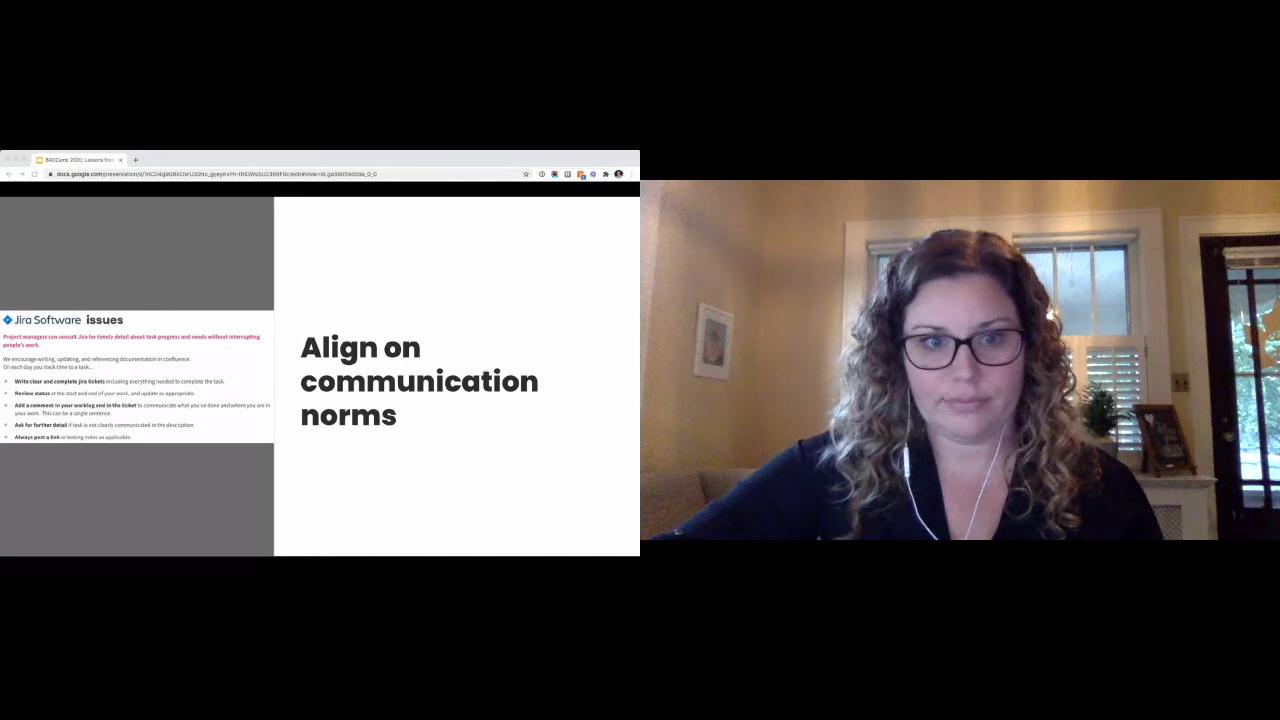 BADCamp 2020: Lessons from
docs.google.com/presentation/d/
Jira Software issues
Project managers can consult Jira for timely detail about task progress and needs without interrupting
people's work.
We encourage writing, updating, and referencing documentation in confluence.
On each day you track time to a task...
Write clear and complete jira tickets including everything needed to complete the task.
Review status at the start and end of your work, and update as appropriate.
Add a comment in your worklog and in the ticket to communicate what you've done and where you are in
your work. This can be a single sentence.
Ask for further detail if task is not clearly communicated in the description.
Always post a link or testing notes as applicable.
Align on
communication
norms